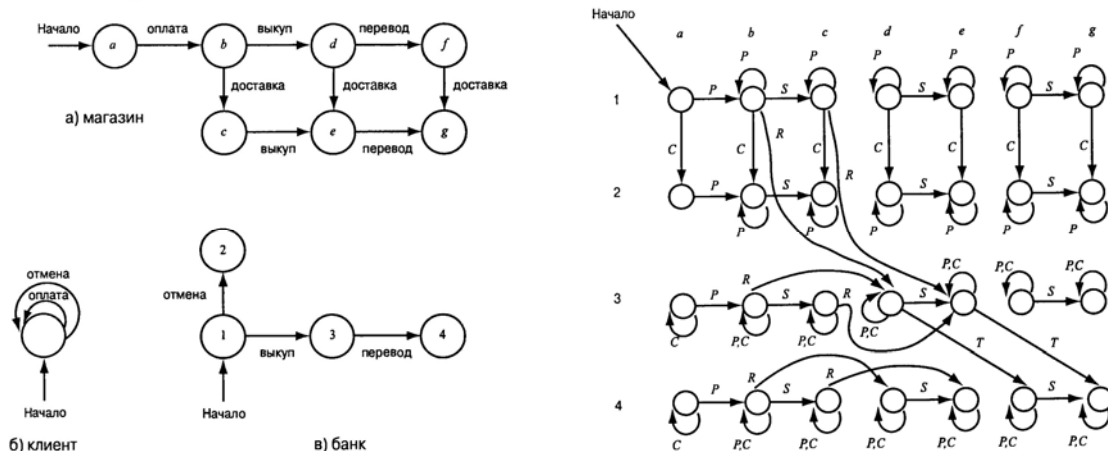 Начало
a оплата b выкуп d перевод f
доставка доставка доставка
а) магазин
c выкуп e перевод g
отмена
оплата
Начало
б) клиент
2
отмена
1 выкуп 3 перевод 4
Начало
в) банк
Начало
a b c d e f g
P P P P P P
1 P S S S
R
C C C C R C C C
2 P S S S
P P P P P P
P,C P,C P,C
3 P R S R S S
C P,C P,C P,C
T T
4 P R S R S S
C P,C P,C P,C P,C P,C P,C